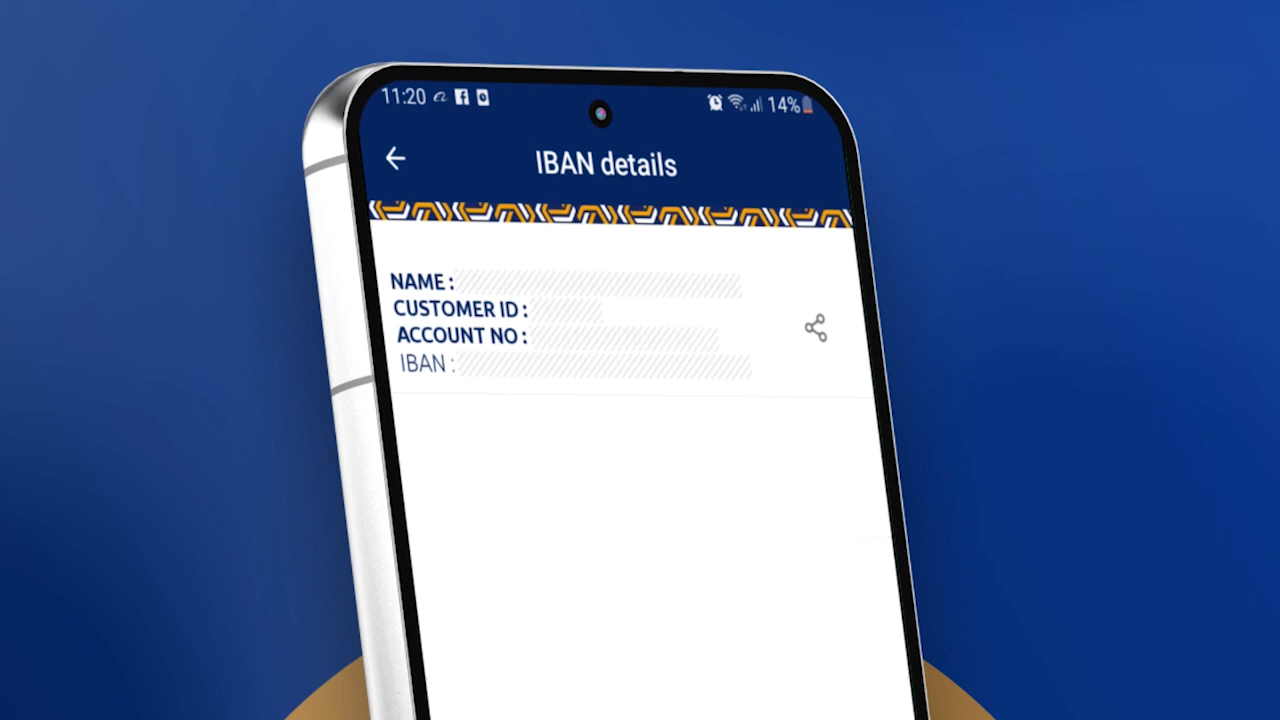 11:20 14%
IBAN details
NAME :
CUSTOMER ID :
ACCOUNT NO :
IBAN :